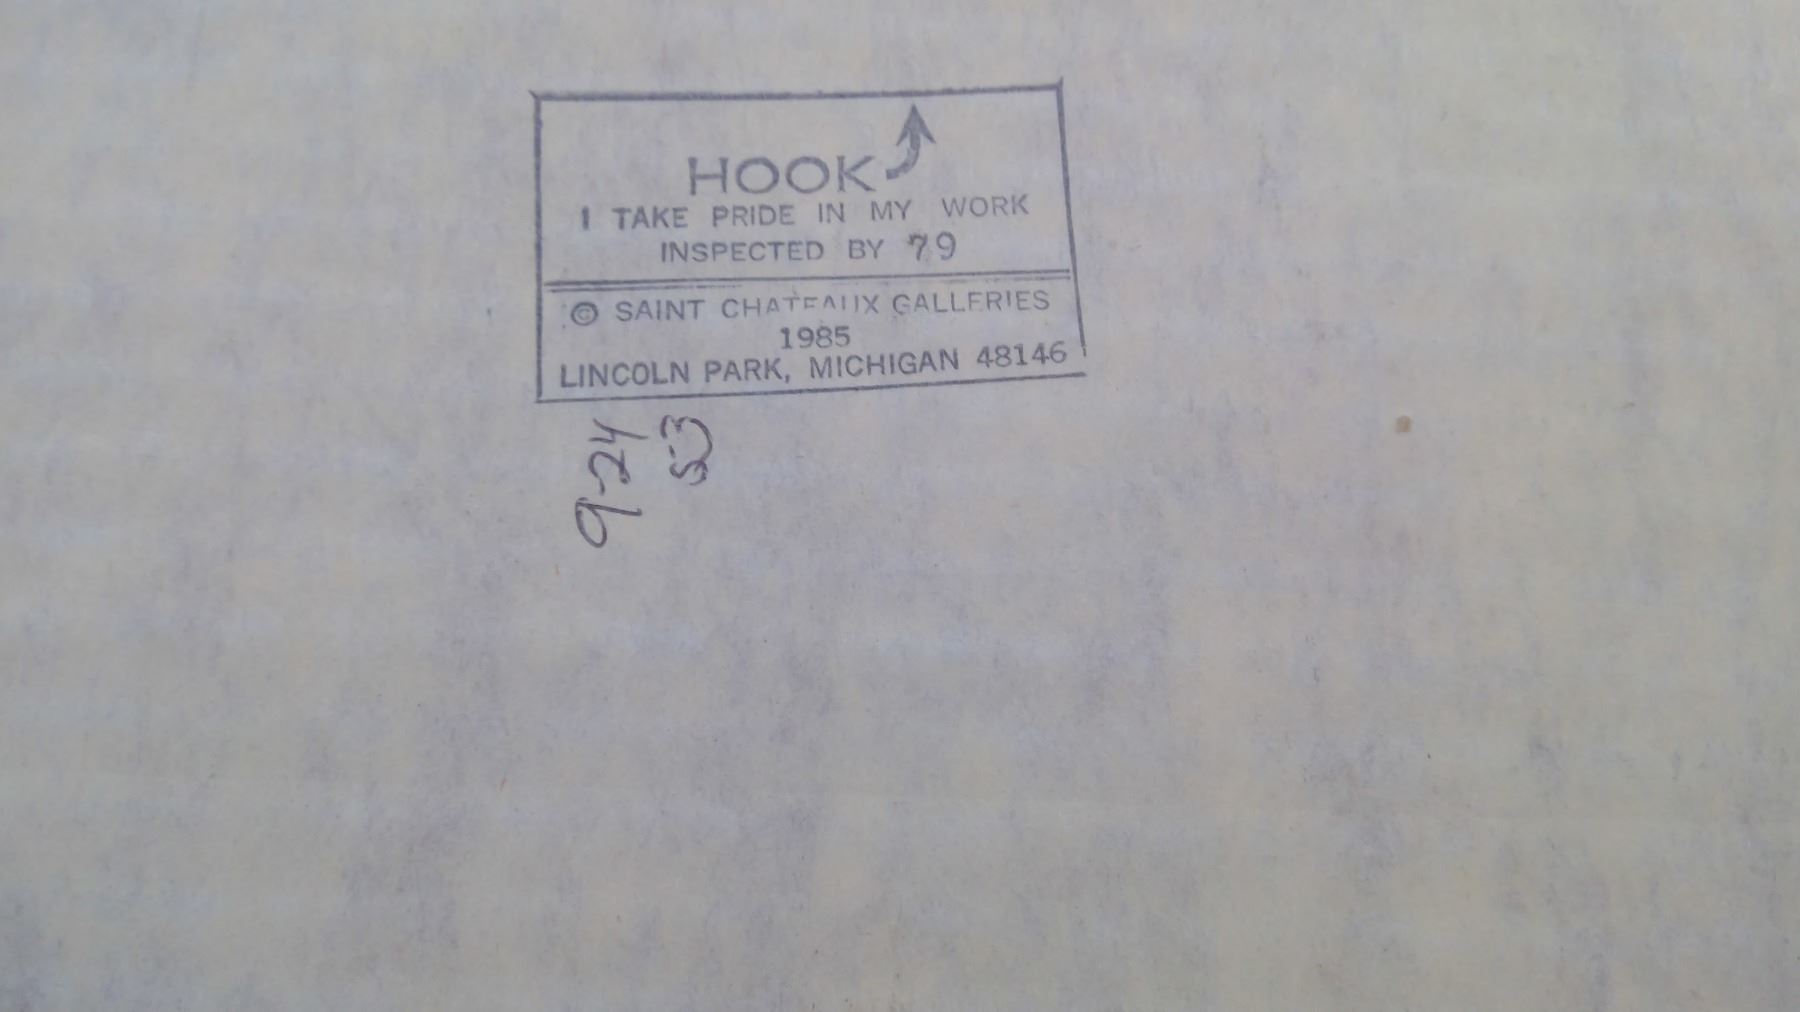 HOOK
I TAKE PRIDE IN MY WORK
INSPECTED BY 79
© SAINT CHATEAUX GALLERIES
1985
LINCOLN PARK, MICHIGAN 48146
9-24
53